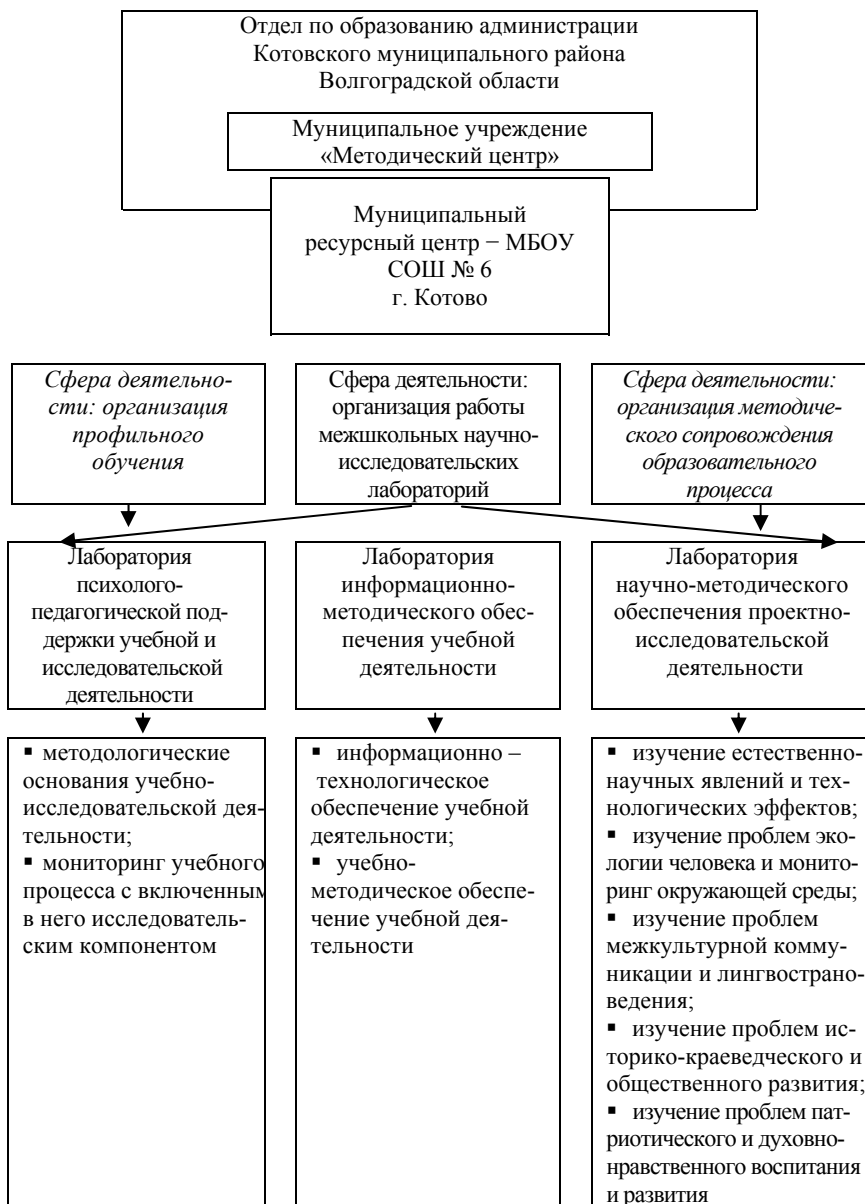 Отдел по образованию администрации
Котовского муниципального района
Волгоградской области
Муниципальное учреждение
«Методический центр»
Муниципальный
ресурсный центр − МБОУ
СОШ № 6
г. Котово
Сфера деятельно-
сти: организация
профильного
обучения
Сфера деятельности:
организация работы
межшкольных научно-
исследовательских
лабораторий
Сфера деятельности:
организация методиче-
ского сопровождения
образовательного
процесса
Лаборатория
психолого-
педагогической под-
держки учебной и
исследовательской
деятельности
Лаборатория
информационно-
методического обес-
печения учебной
деятельности
Лаборатория
научно-методического
обеспечения проектно-
исследовательской
деятельности
▪ методологические
основания учебно-
исследовательской дея-
тельности;
▪ мониторинг учебного
процесса с включенным
в него исследователь-
ским компонентом
▪ информационно –
технологическое
обеспечение учебной
деятельности;
▪ учебно-
методическое обеспе-
чение учебной дея-
тельности
▪ изучение естественно-
научных явлений и тех-
нологических эффектов;
▪ изучение проблем эко-
логии человека и монито-
ринг окружающей среды;
▪ изучение проблем
межкультурной комму-
никации и лингвострано-
ведения;
▪ изучение проблем ис-
торико-краеведческого и
общественного развития;
▪ изучение проблем пат-
риотического и духовно-
нравственного воспитания
и развития